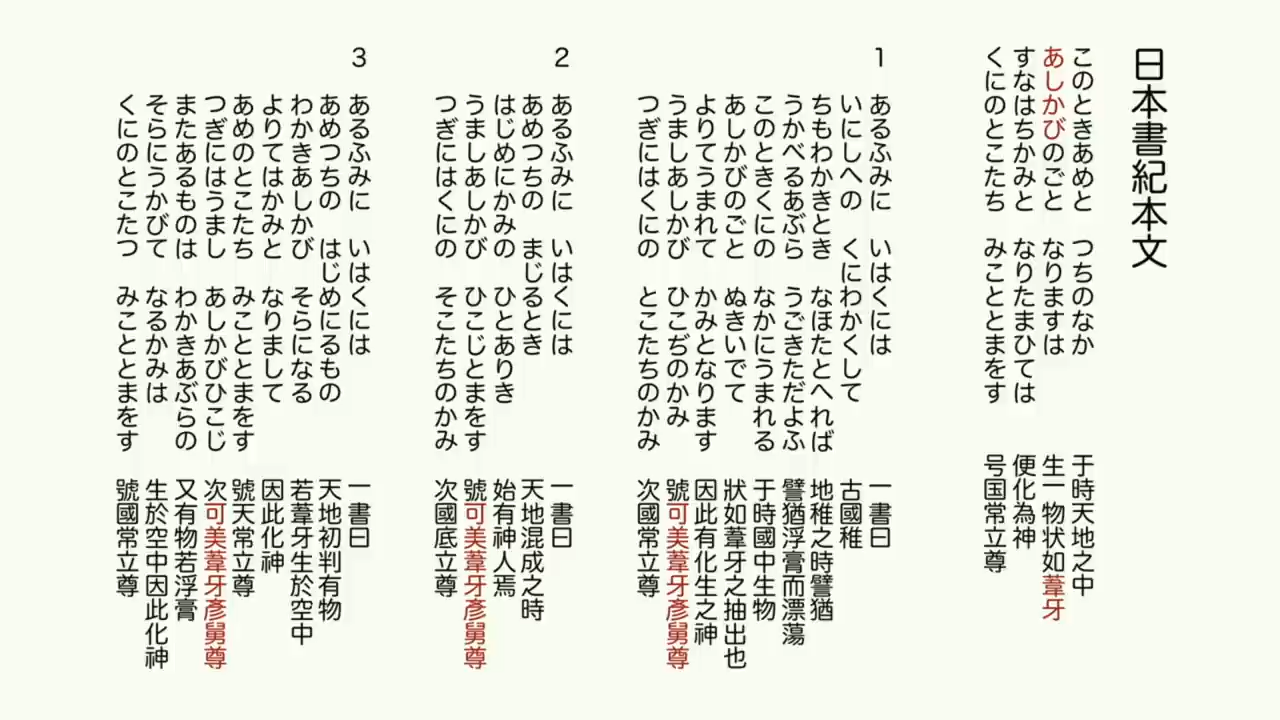 日本書紀本文
このときあめと　つちのなか
あしかびのごと　なりますは
すなはちかみと　なりたまひては
くにのとこたち　みこととまをす
于時天地之中
生一物状如葦牙
便化為神
号国常立尊
1
あるふみに　いはくには
いにしへの　くにわかくして
ちもわかきとき　なほたとへれば
うかべるあぶら　うごきただよふ
このときくにの　なかにうまれる
あしかびのごと　ぬきいでて
よりてうまれて　かみとなります
うましあしかび　ひこぢのかみ
つぎにはくにの　とこたちのかみ
一書曰
古國稚
地稚之時譬猶
譬猶浮膏而漂蕩
于時國中生物
狀如葦牙之抽出也
因此有化生之神
號可美葦牙彥舅尊
次國常立尊
2
あるふみに　いはくには
あめつちの　まじるとき
はじめにかみの　ひとありき
うましあしかび　ひこじとまをす
つぎにはくにの　そこたちのかみ
一書曰
天地混成之時
始有神人焉
號可美葦牙彥舅尊
次國底立尊
3
あるふみに　いはくには
あめつちの　はじめにるもの
わかきあしかび　そらになる
よりてはかみと　なりまして
あめのとこたち　みこととまをす
つぎにはうまし　あしかびひこじ
またあるものは　わかきあぶらの
そらにうかびて　なるかみは
くにのとこたつ　みこととまをす
一書曰
天地初判有物
若葦牙生於空中
因此化神
號天常立尊
次可美葦牙彥舅尊
又有物若浮膏
生於空中因此化神
號國常立尊